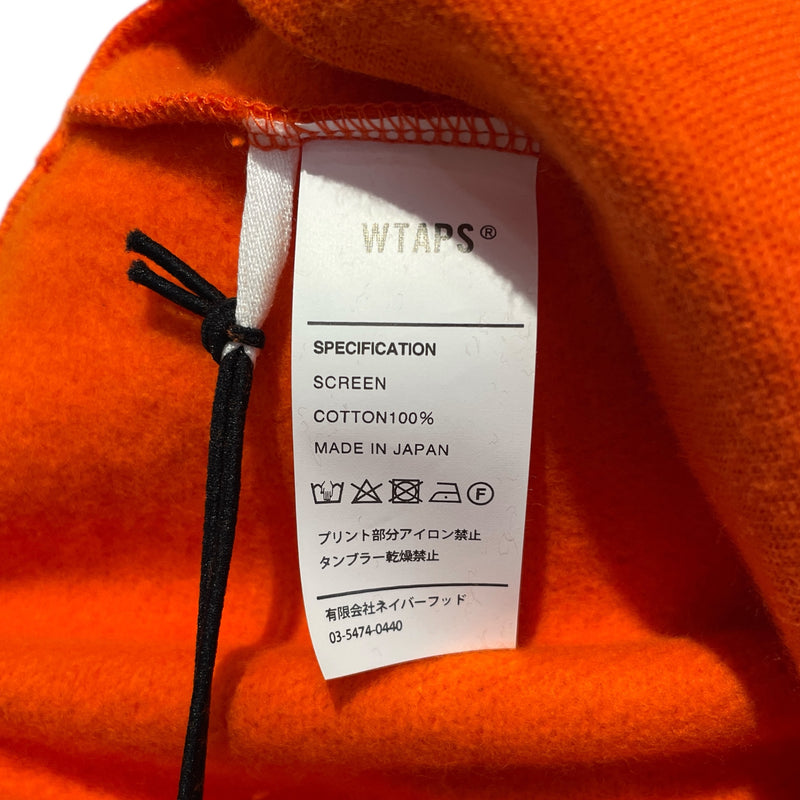 WTAPS®
SPECIFICATION
SCREEN
COTTON100%
MADE IN JAPAN
F
プリント部分アイロン禁止
タンブラー乾燥禁止
有限会社ネイバーフッド
03-5474-0440